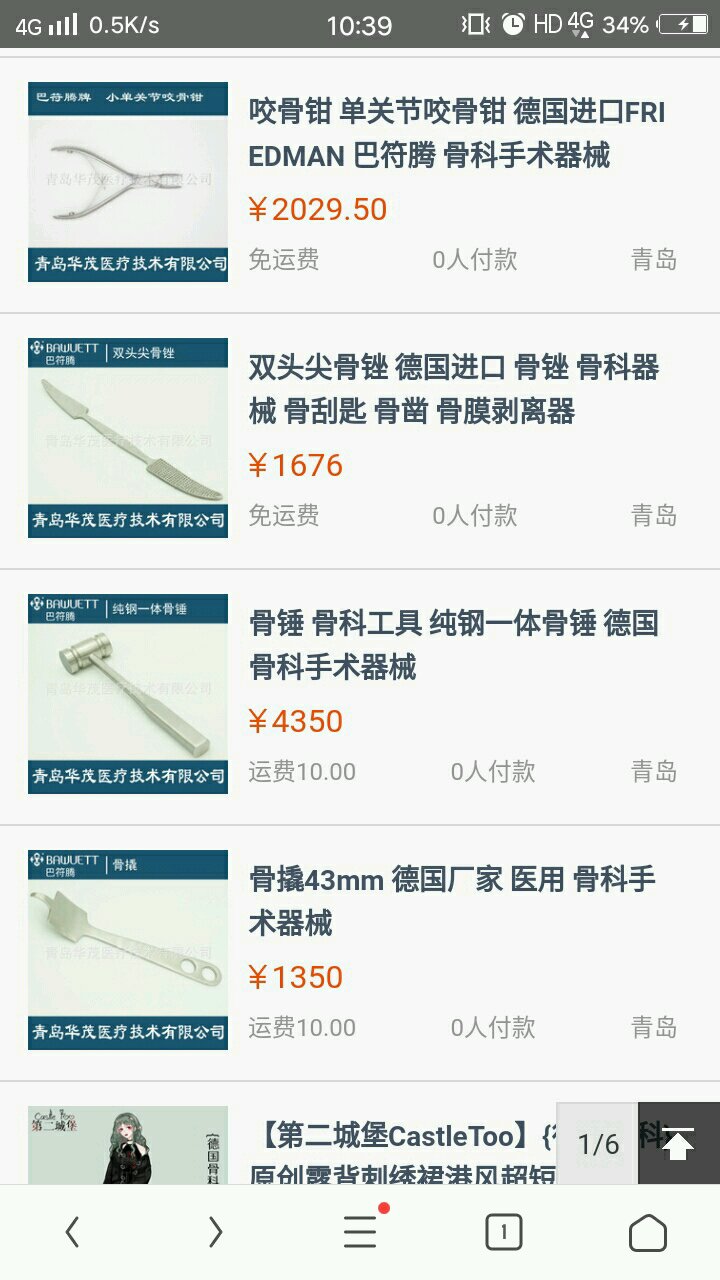 4G 0.5K/s 10:39 HD 4G 34%
巴符腾牌 小单关节咬骨钳
青岛华茂医疗技术有限公司
青岛华茂医疗技术有限公司
咬骨钳 单关节咬骨钳 德国进口FRI
EDMAN 巴符腾 骨科手术器械
¥2029.50
免运费 0人付款 青岛
BAWUETT
巴符腾
双头尖骨锉
青岛华茂医疗技术有限公司
青岛华茂医疗技术有限公司
双头尖骨锉 德国进口 骨锉 骨科器
械 骨刮匙 骨凿 骨膜剥离器
¥1676
免运费 0人付款 青岛
BAWUETT
巴符腾
纯钢一体骨锤
青岛华茂医疗技术有限公司
青岛华茂医疗技术有限公司
骨锤 骨科工具 纯钢一体骨锤 德国
骨科手术器械
¥4350
运费10.00 0人付款 青岛
BAWUETT
巴符腾
骨撬
青岛华茂医疗技术有限公司
青岛华茂医疗技术有限公司
骨撬43mm 德国厂家 医用 骨科手
术器械
¥1350
运费10.00 0人付款 青岛
Castle Too
第二城堡
德国骨科
【第二城堡CastleToo】{
原创露背刺绣裙港风超短
1/6
1